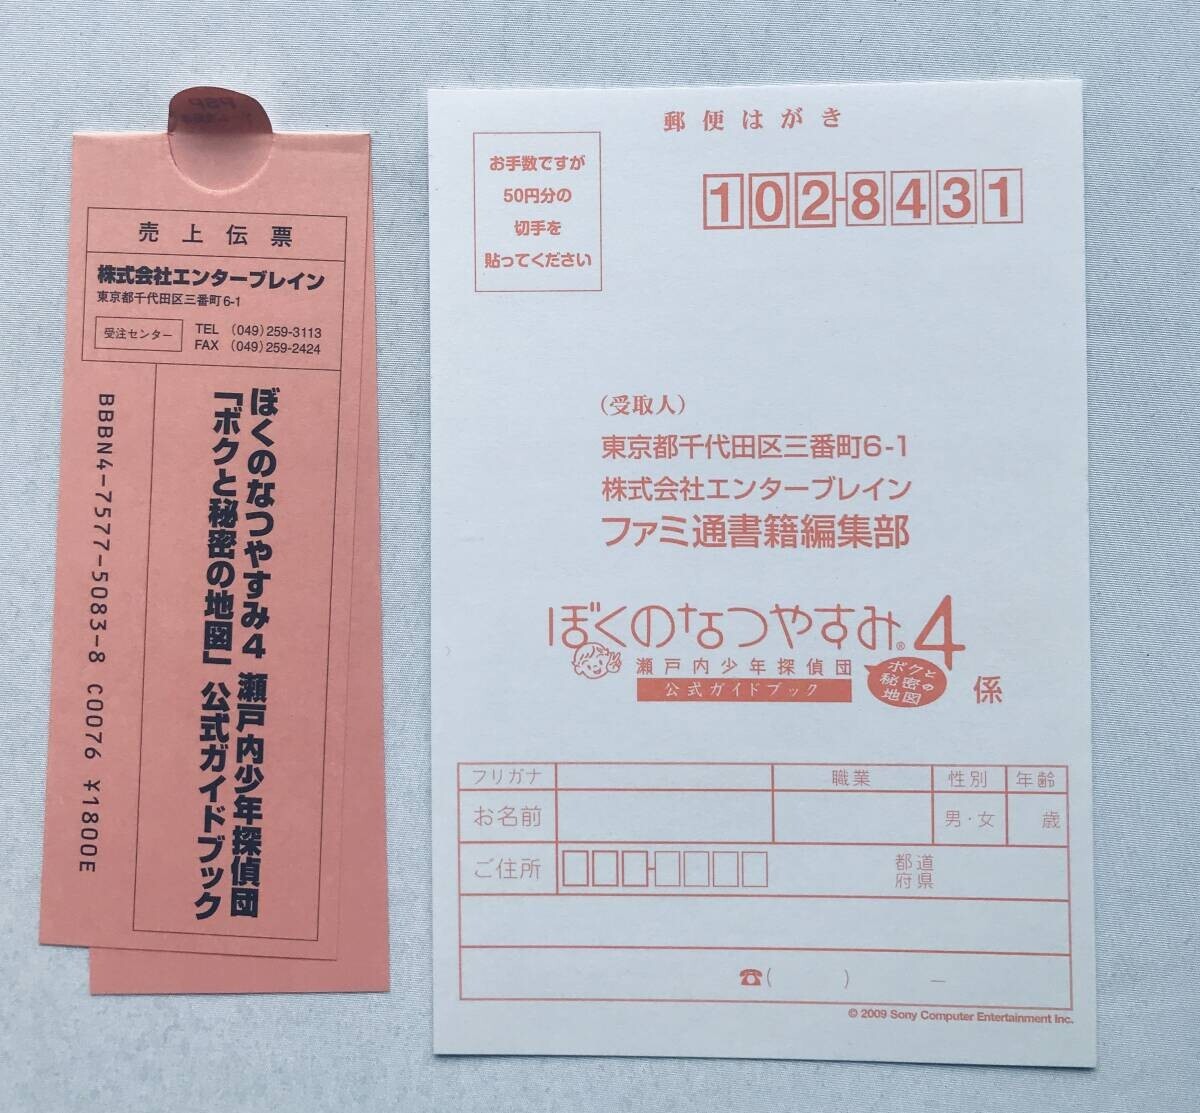 PSP
売上伝票
株式会社エンターブレイン
東京都千代田区三番町6-1
受注センター
TEL (049)259-3113
FAX (049)259-2424
ぼくのなつやすみ4 瀬戸内少年探偵団
「ボクと秘密の地図」公式ガイドブック
BBBN4-7577-5083-8 C0076 ¥1800E
郵便はがき
お手数ですが
50円分の
切手を
貼ってください
102-8431
(受取人)
東京都千代田区三番町6-1
株式会社エンターブレイン
ファミ通書籍編集部
ぼくのなつやすみ®4
瀬戸内少年探偵団
公式ガイドブック
ボクと
秘密の
地図
係
フリガナ 職業 性別 年齢
お名前 男・女 歳
ご住所 都道
府県
☎( ) −
© 2009 Sony Computer Entertainment Inc.